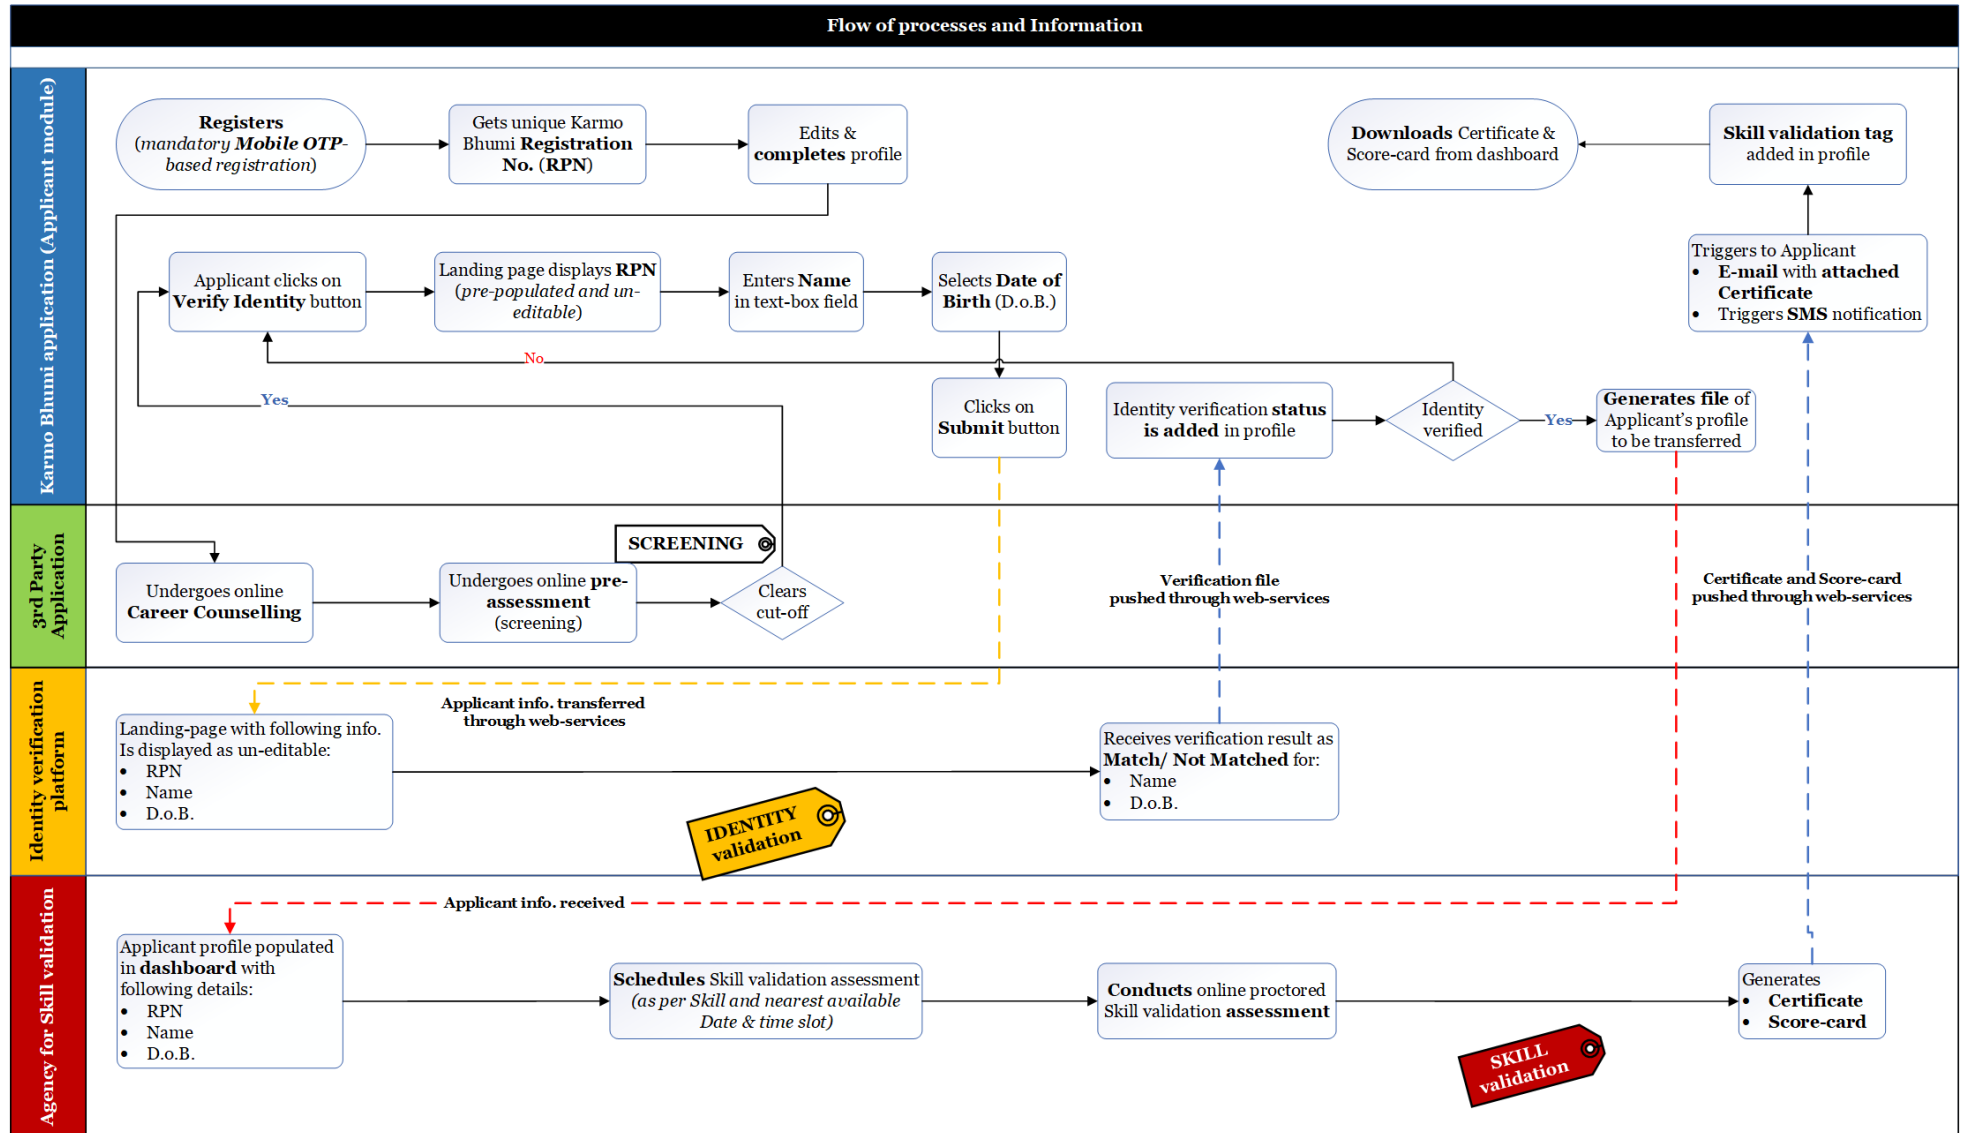 Flow of processes and Information
Karmo Bhumi application (Applicant module)
Registers
(mandatory Mobile OTP-
based registration)
Gets unique Karmo
Bhumi Registration
No. (RPN)
Edits &
completes profile
Downloads Certificate &
Score-card from dashboard
Skill validation tag
added in profile
Applicant clicks on
Verify Identity button
Landing page displays RPN
(pre-populated and un-
editable)
Enters Name
in text-box field
Selects Date of
Birth (D.o.B.)
Triggers to Applicant
• E-mail with attached
Certificate
• Triggers SMS notification
No
Yes
Clicks on
Submit button
Identity verification status
is added in profile
Identity
verified
Yes
Generates file of
Applicant's profile
to be transferred
3rd Party
Application
SCREENING
Undergoes online
Career Counselling
Undergoes online pre-
assessment
(screening)
Clears
cut-off
Verification file
pushed through web-services
Certificate and Score-card
pushed through web-services
Identity verification
platform
Applicant info. transferred
through web-services
Landing-page with following info.
Is displayed as un-editable:
• RPN
• Name
• D.o.B.
IDENTITY
validation
Receives verification result as
Match/ Not Matched for:
• Name
• D.o.B.
Agency for Skill validation
Applicant info. received
Applicant profile populated
in dashboard with
following details:
• RPN
• Name
• D.o.B.
Schedules Skill validation assessment
(as per Skill and nearest available
Date & time slot)
Conducts online proctored
Skill validation assessment
SKILL
validation
Generates
• Certificate
• Score-card